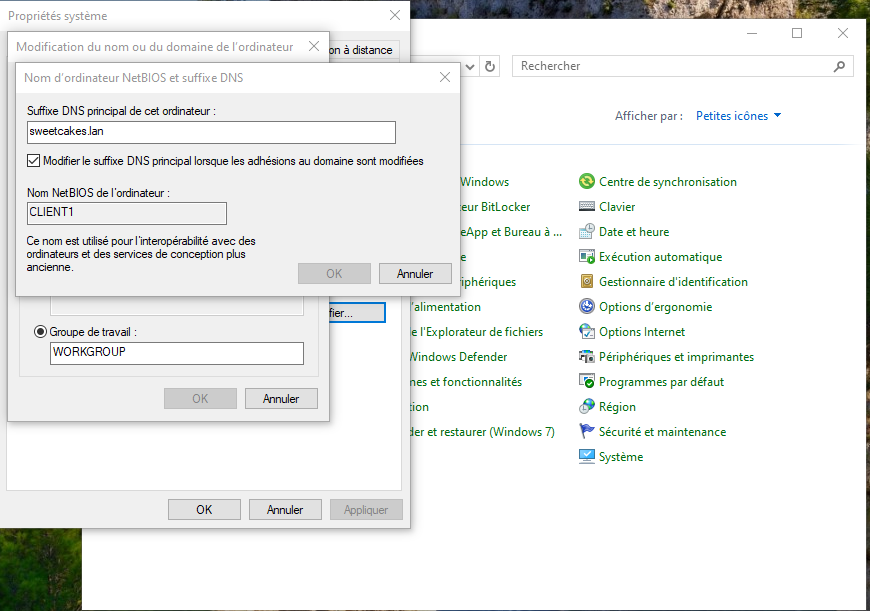 Propriétés système
Modification du nom ou du domaine de l'ordinateur
on à distance
Nom d'ordinateur NetBIOS et suffixe DNS
Suffixe DNS principal de cet ordinateur :
sweetcakes.lan
Modifier le suffixe DNS principal lorsque les adhésions au domaine sont modifiées
Nom NetBIOS de l'ordinateur :
CLIENT1
Ce nom est utilisé pour l'interopérabilité avec des
ordinateurs et des services de conception plus
ancienne.
OK
Annuler
fier...
Groupe de travail :
WORKGROUP
OK
Annuler
OK
Annuler
Appliquer
Rechercher
Afficher par :
Petites icônes
Windows
eur BitLocker
eApp et Bureau à ...
e
riphériques
'alimentation
e l'Explorateur de fichiers
Windows Defender
nes et fonctionnalités
tion
der et restaurer (Windows 7)
Centre de synchronisation
Clavier
Date et heure
Exécution automatique
Gestionnaire d'identification
Options d'ergonomie
Options Internet
Périphériques et imprimantes
Programmes par défaut
Région
Sécurité et maintenance
Système